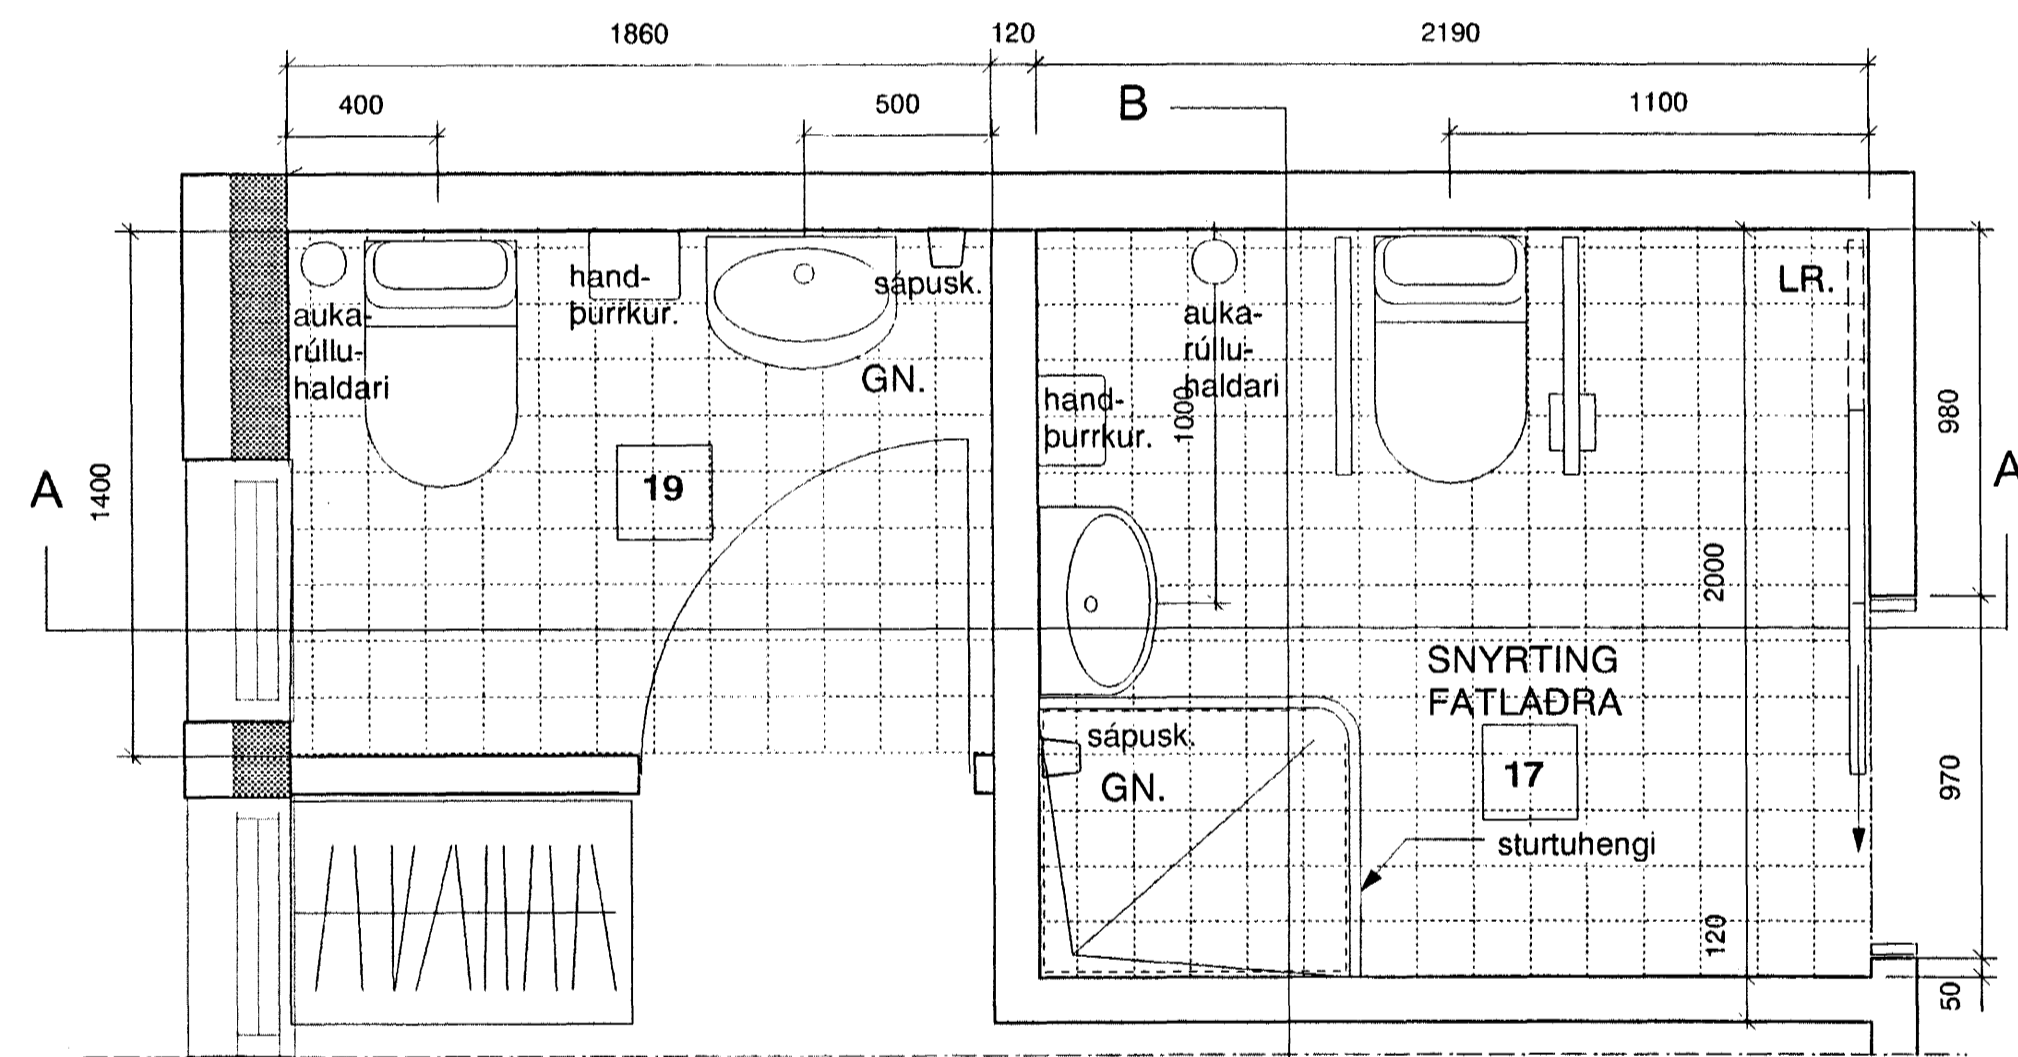 1860
120
2190
400
500
B
1100
hand-
þurrkur.
sápusk.
LR.
auka-
rúllu-
haldari
GN.
auka-
rúllu-
haldari
hand-
þurrkur.
1000
980
A
1400
19
A
2000
SNYRTING
FATLAÐRA
sápusk.
GN.
17
970
sturtuhengi
120
50